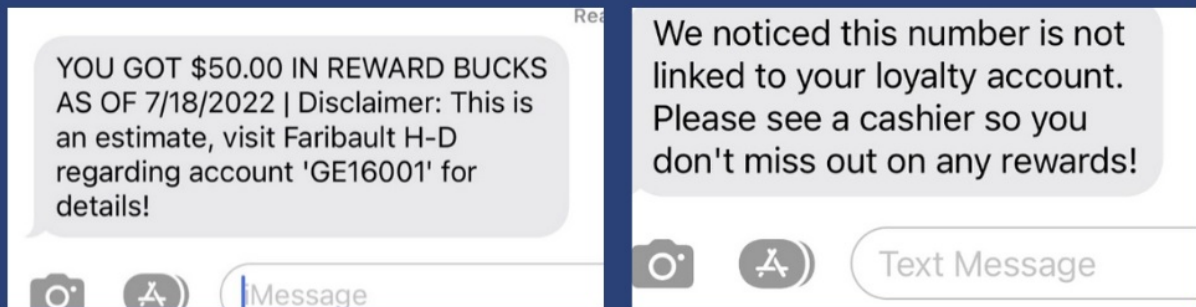 YOU GOT $50.00 IN REWARD BUCKS
AS OF 7/18/2022 | Disclaimer: This is
an estimate, visit Faribault H-D
regarding account 'GE16001' for
details!
iMessage
We noticed this number is not
linked to your loyalty account.
Please see a cashier so you
don't miss out on any rewards!
Text Message